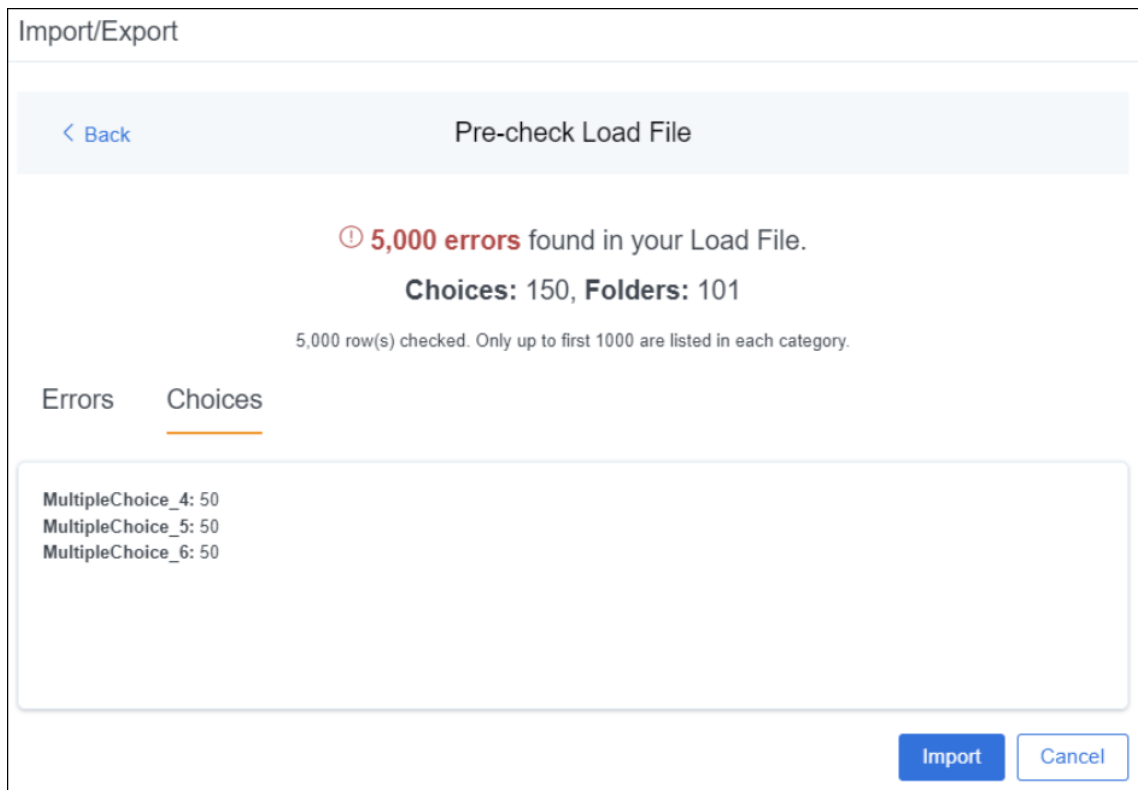 Import/Export
Back
Pre-check Load File
5,000 errors found in your Load File.
Choices: 150, Folders: 101
5,000 row(s) checked. Only up to first 1000 are listed in each category.
Errors
Choices
MultipleChoice_4: 50
MultipleChoice_5: 50
MultipleChoice_6: 50
Import
Cancel